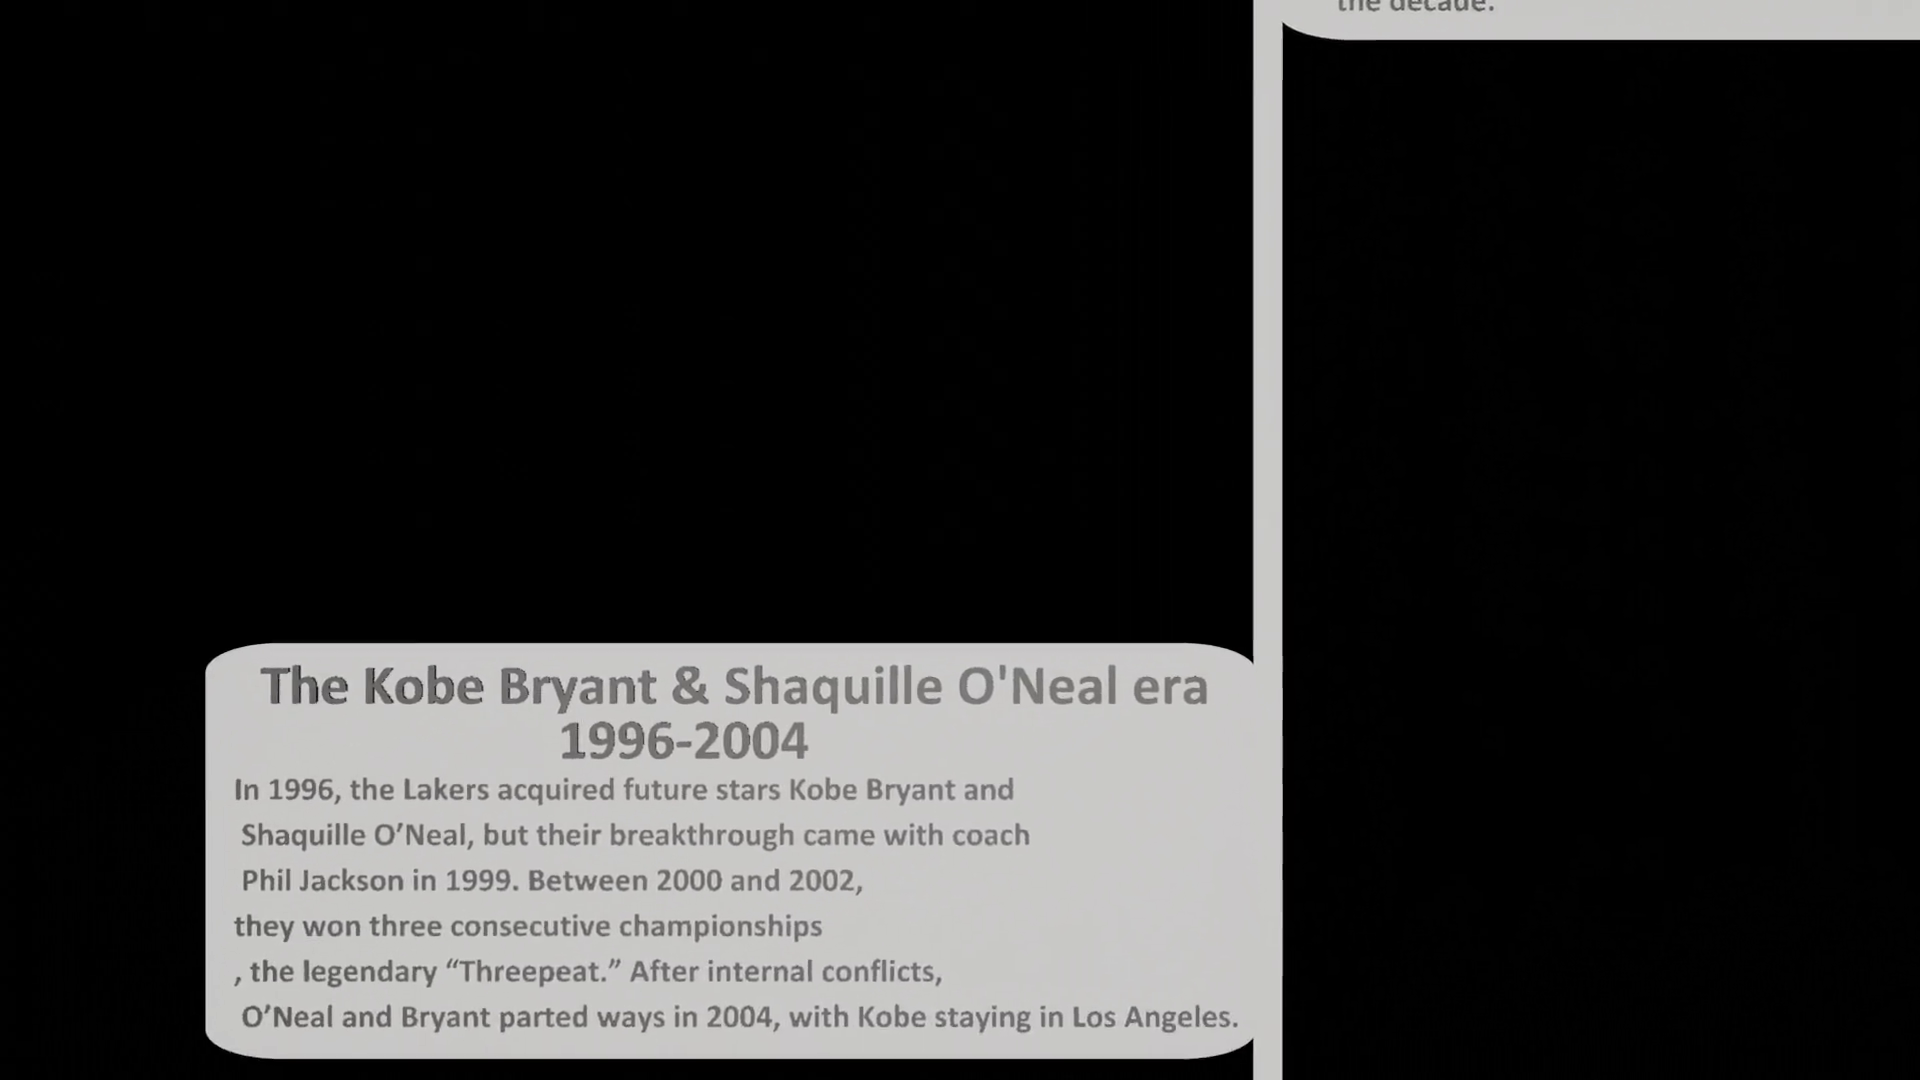 the decade.
The Kobe Bryant & Shaquille O'Neal era
1996-2004
In 1996, the Lakers acquired future stars Kobe Bryant and
Shaquille O’Neal, but their breakthrough came with coach
Phil Jackson in 1999. Between 2000 and 2002,
they won three consecutive championships
, the legendary “Threepeat.” After internal conflicts,
O’Neal and Bryant parted ways in 2004, with Kobe staying in Los Angeles.